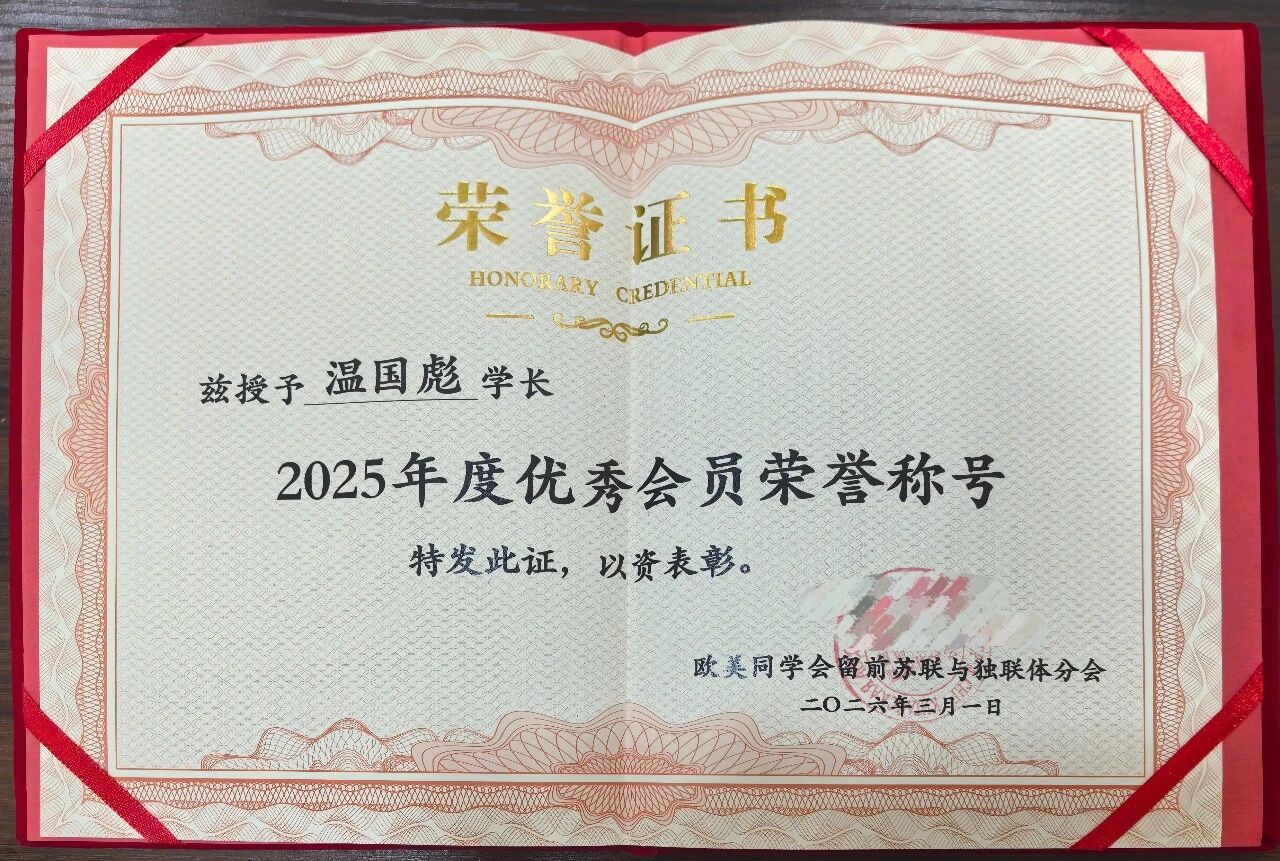 荣誉证书
HONORARY CREDENTIAL
兹授予 温国彪 学长
2025年度优秀会员荣誉称号
特发此证，以资表彰。
欧美同学会留前苏联与独联体分会
二〇二六年三月一日